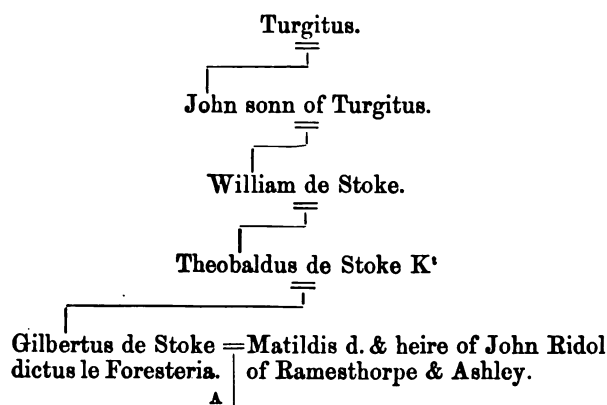 Turgitus.
John sonn of Turgitus.
William de Stoke.
Theobaldus de Stoke Kᵗ
Gilbertus de Stoke = Matildis d. & heire of John Ridol
dictus le Foresteria. of Ramesthorpe & Ashley.
A